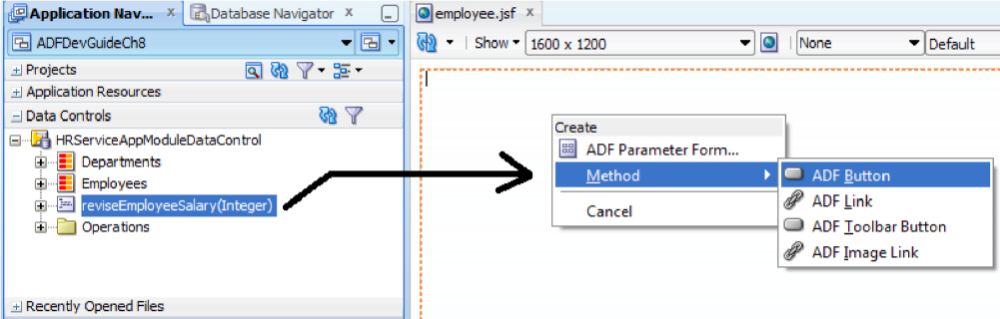 Application Nav... x Database Navigator x
ADFDevGuideCh8
Projects
Application Resources
Data Controls
HRServiceAppModuleDataControl
Departments
Employees
reviseEmployeeSalary(Integer)
Operations
Recently Opened Files
employee.jsf x
Show 1600 x 1200 None Default
Create
ADF Parameter Form...
Method
Cancel
ADF Button
ADF Link
ADF Toolbar Button
ADF Image Link